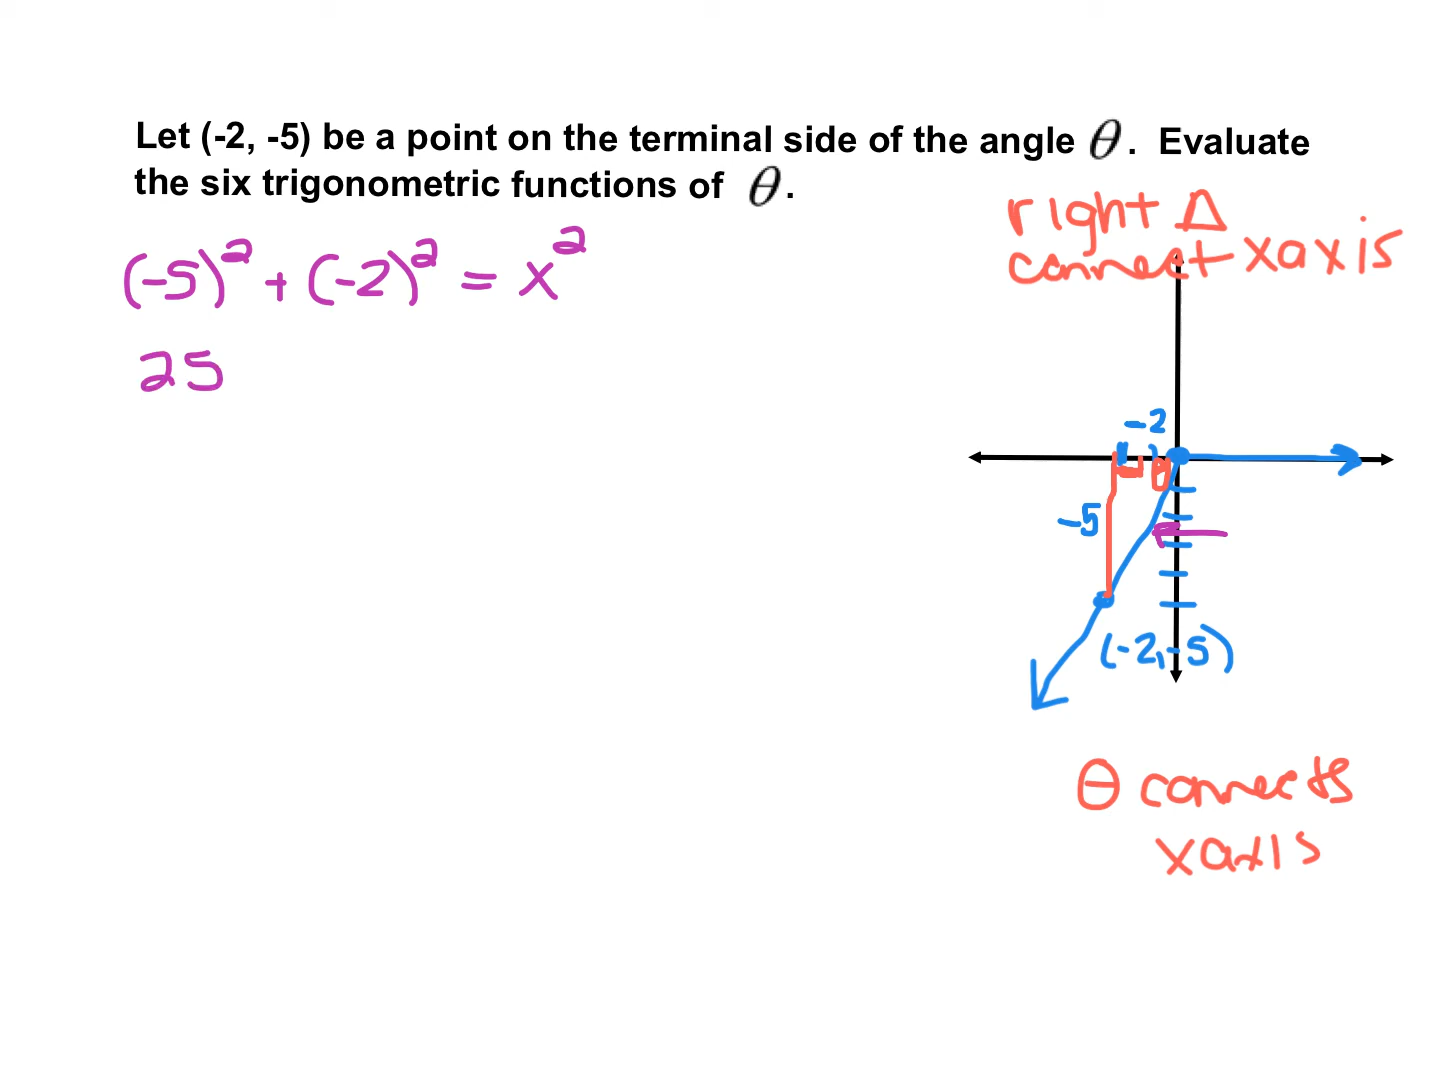 Let (-2, -5) be a point on the terminal side of the angle θ. Evaluate
the six trigonometric functions of θ.
right Δ
connect x axis
(-5)² + (-2)² = x²
25
-2
-5
(-2,-5)
θ connects
x axis